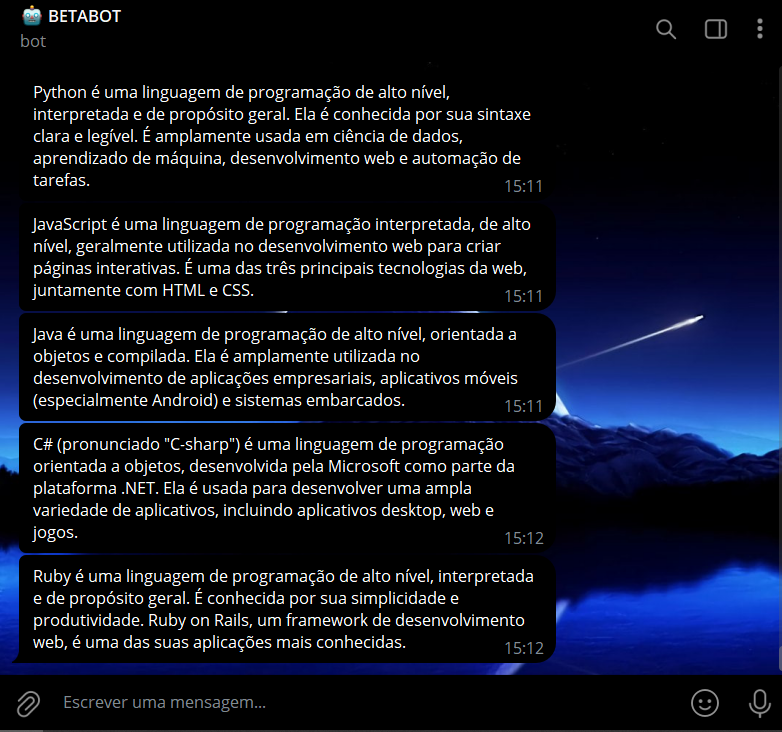 BETABOT
bot
Python é uma linguagem de programação de alto nível,
interpretada e de propósito geral. Ela é conhecida por sua sintaxe
clara e legível. É amplamente usada em ciência de dados,
aprendizado de máquina, desenvolvimento web e automação de
tarefas.
15:11
JavaScript é uma linguagem de programação interpretada, de alto
nível, geralmente utilizada no desenvolvimento web para criar
páginas interativas. É uma das três principais tecnologias da web,
juntamente com HTML e CSS.
15:11
Java é uma linguagem de programação de alto nível, orientada a
objetos e compilada. Ela é amplamente utilizada no
desenvolvimento de aplicações empresariais, aplicativos móveis
(especialmente Android) e sistemas embarcados.
15:11
C# (pronunciado "C-sharp") é uma linguagem de programação
orientada a objetos, desenvolvida pela Microsoft como parte da
plataforma .NET. Ela é usada para desenvolver uma ampla
variedade de aplicativos, incluindo aplicativos desktop, web e
jogos.
15:12
Ruby é uma linguagem de programação de alto nível, interpretada
e de propósito geral. É conhecida por sua simplicidade e
produtividade. Ruby on Rails, um framework de desenvolvimento
web, é uma das suas aplicações mais conhecidas.
15:12
Escrever uma mensagem...